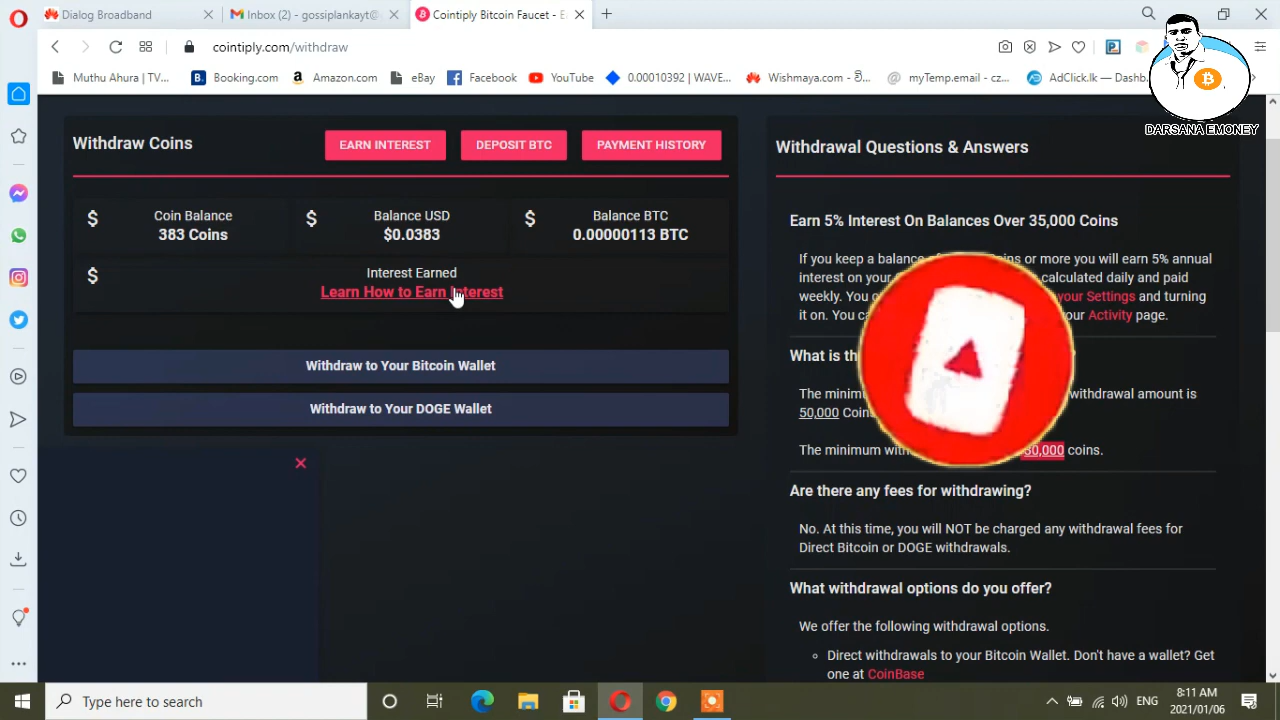 Dialog Broadband
Inbox (2) - gossiplankayt@
Cointiply Bitcoin Faucet - E
cointiply.com/withdraw
Muthu Ahura | TV...
Booking.com
Amazon.com
eBay
Facebook
YouTube
0.00010392 | WAVE...
Wishmaya.com -
myTemp.email - cz...
AdClick.lk — Dashb
DARSANA EMONEY
Withdraw Coins
EARN INTEREST
DEPOSIT BTC
PAYMENT HISTORY
Coin Balance
383 Coins
Balance USD
$0.0383
Balance BTC
0.00000113 BTC
Interest Earned
Learn How to Earn Interest
Withdraw to Your Bitcoin Wallet
Withdraw to Your DOGE Wallet
Withdrawal Questions & Answers
Earn 5% Interest On Balances Over 35,000 Coins
If you keep a balance or more you will earn 5% annual
interest on your calculated daily and paid
weekly. You your Settings and turning
it on. You your Activity page.
What is
The withdrawal amount is
50,000
The minimum coins.
Are there any fees for withdrawing?
No. At this time, you will NOT be charged any withdrawal fees for
Direct Bitcoin or DOGE withdrawals.
What withdrawal options do you offer?
We offer the following withdrawal options.
Direct withdrawals to your Bitcoin Wallet. Don't have a wallet? Get
one at CoinBase
Type here to search
ENG
8:11 AM
2021/01/06